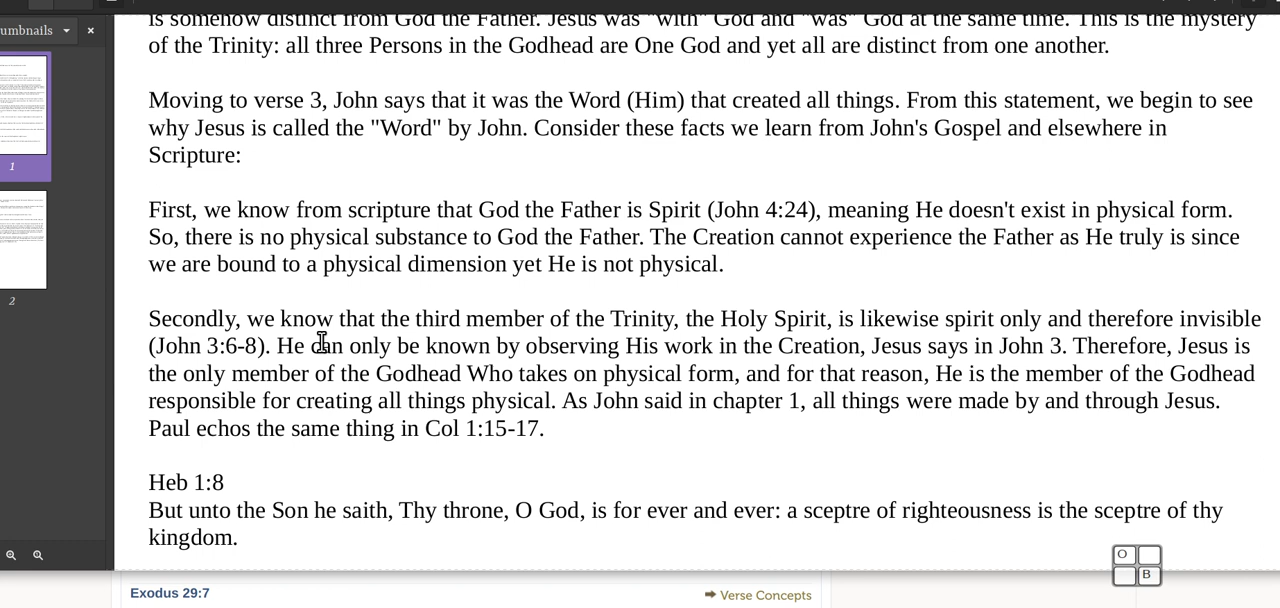 is somehow distinct from God the Father. Jesus was "with" God and "was" God at the same time. This is the mystery
umbnails
of the Trinity: all three Persons in the Godhead are One God and yet all are distinct from one another.
Moving to verse 3, John says that it was the Word (Him) that created all things. From this statement, we begin to see
why Jesus is called the "Word" by John. Consider these facts we learn from John's Gospel and elsewhere in
Scripture:
1
First, we know from scripture that God the Father is Spirit (John 4:24), meaning He doesn't exist in physical form.
So, there is no physical substance to God the Father. The Creation cannot experience the Father as He truly is since
we are bound to a physical dimension yet He is not physical.
2
Secondly, we know that the third member of the Trinity, the Holy Spirit, is likewise spirit only and therefore invisible
(John 3:6-8). He can only be known by observing His work in the Creation, Jesus says in John 3. Therefore, Jesus is
the only member of the Godhead Who takes on physical form, and for that reason, He is the member of the Godhead
responsible for creating all things physical. As John said in chapter 1, all things were made by and through Jesus.
Paul echos the same thing in Col 1:15-17.
Heb 1:8
But unto the Son he saith, Thy throne, O God, is for ever and ever: a sceptre of righteousness is the sceptre of thy
kingdom.
O
B
Exodus 29:7
Verse Concepts